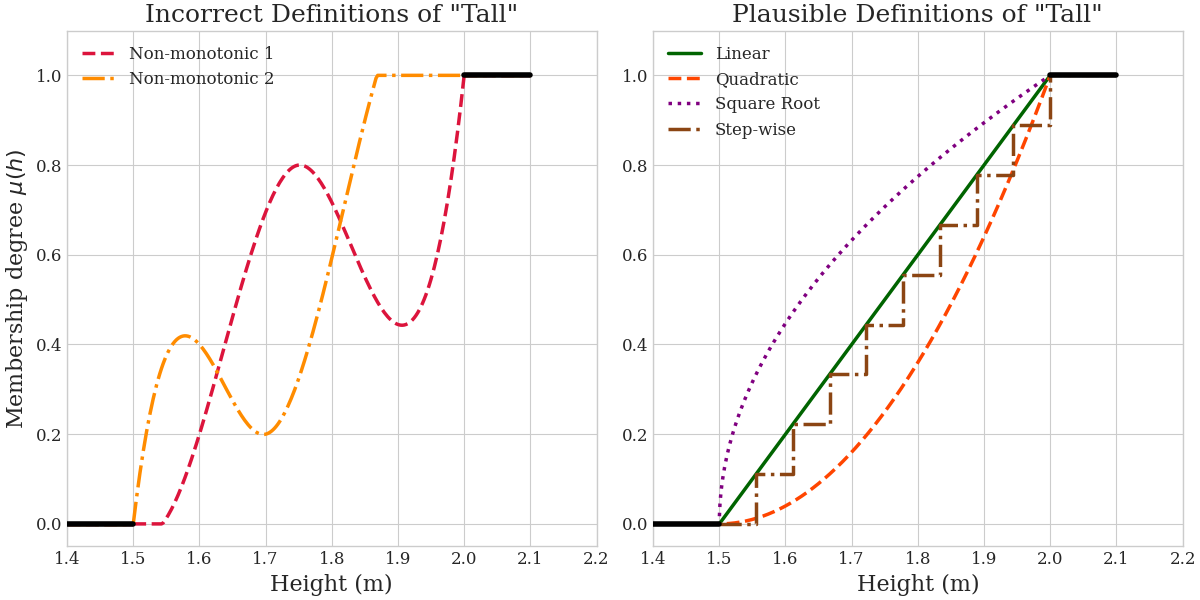 Incorrect Definitions of "Tall"
Membership degree μ(h)
1.0
0.8
0.6
0.4
0.2
0.0
Non-monotonic 1
Non-monotonic 2
1.4 1.5 1.6 1.7 1.8 1.9 2.0 2.1 2.2
Height (m)
Plausible Definitions of "Tall"
1.0
0.8
0.6
0.4
0.2
0.0
Linear
Quadratic
Square Root
Step-wise
1.4 1.5 1.6 1.7 1.8 1.9 2.0 2.1 2.2
Height (m)